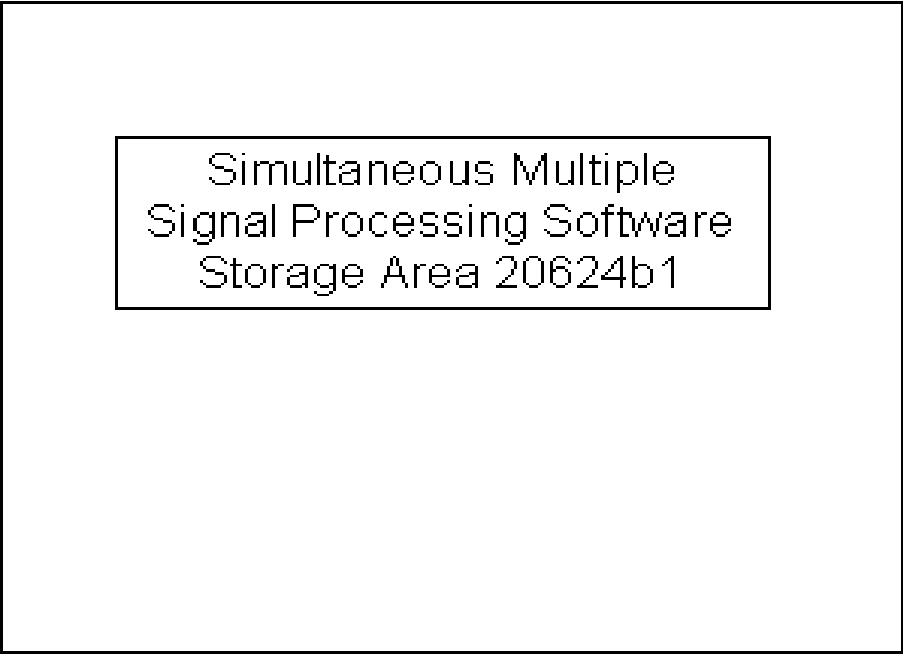 Simultaneous Multiple
Signal Processing Software
Storage Area 20624b1